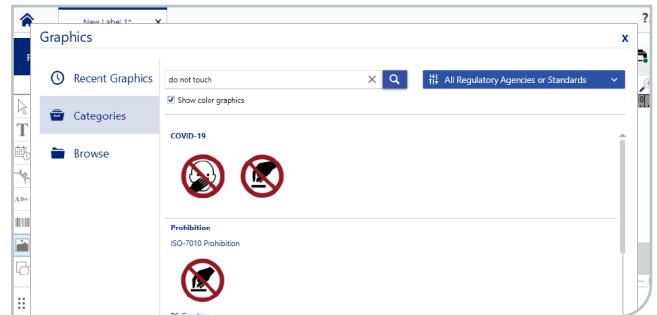 New Label 1*
X
?
Graphics
x
Recent Graphics
do not touch
All Regulatory Agencies or Standards
Show color graphics
Categories
Browse
COVID-19
Prohibition
ISO-7010 Prohibition